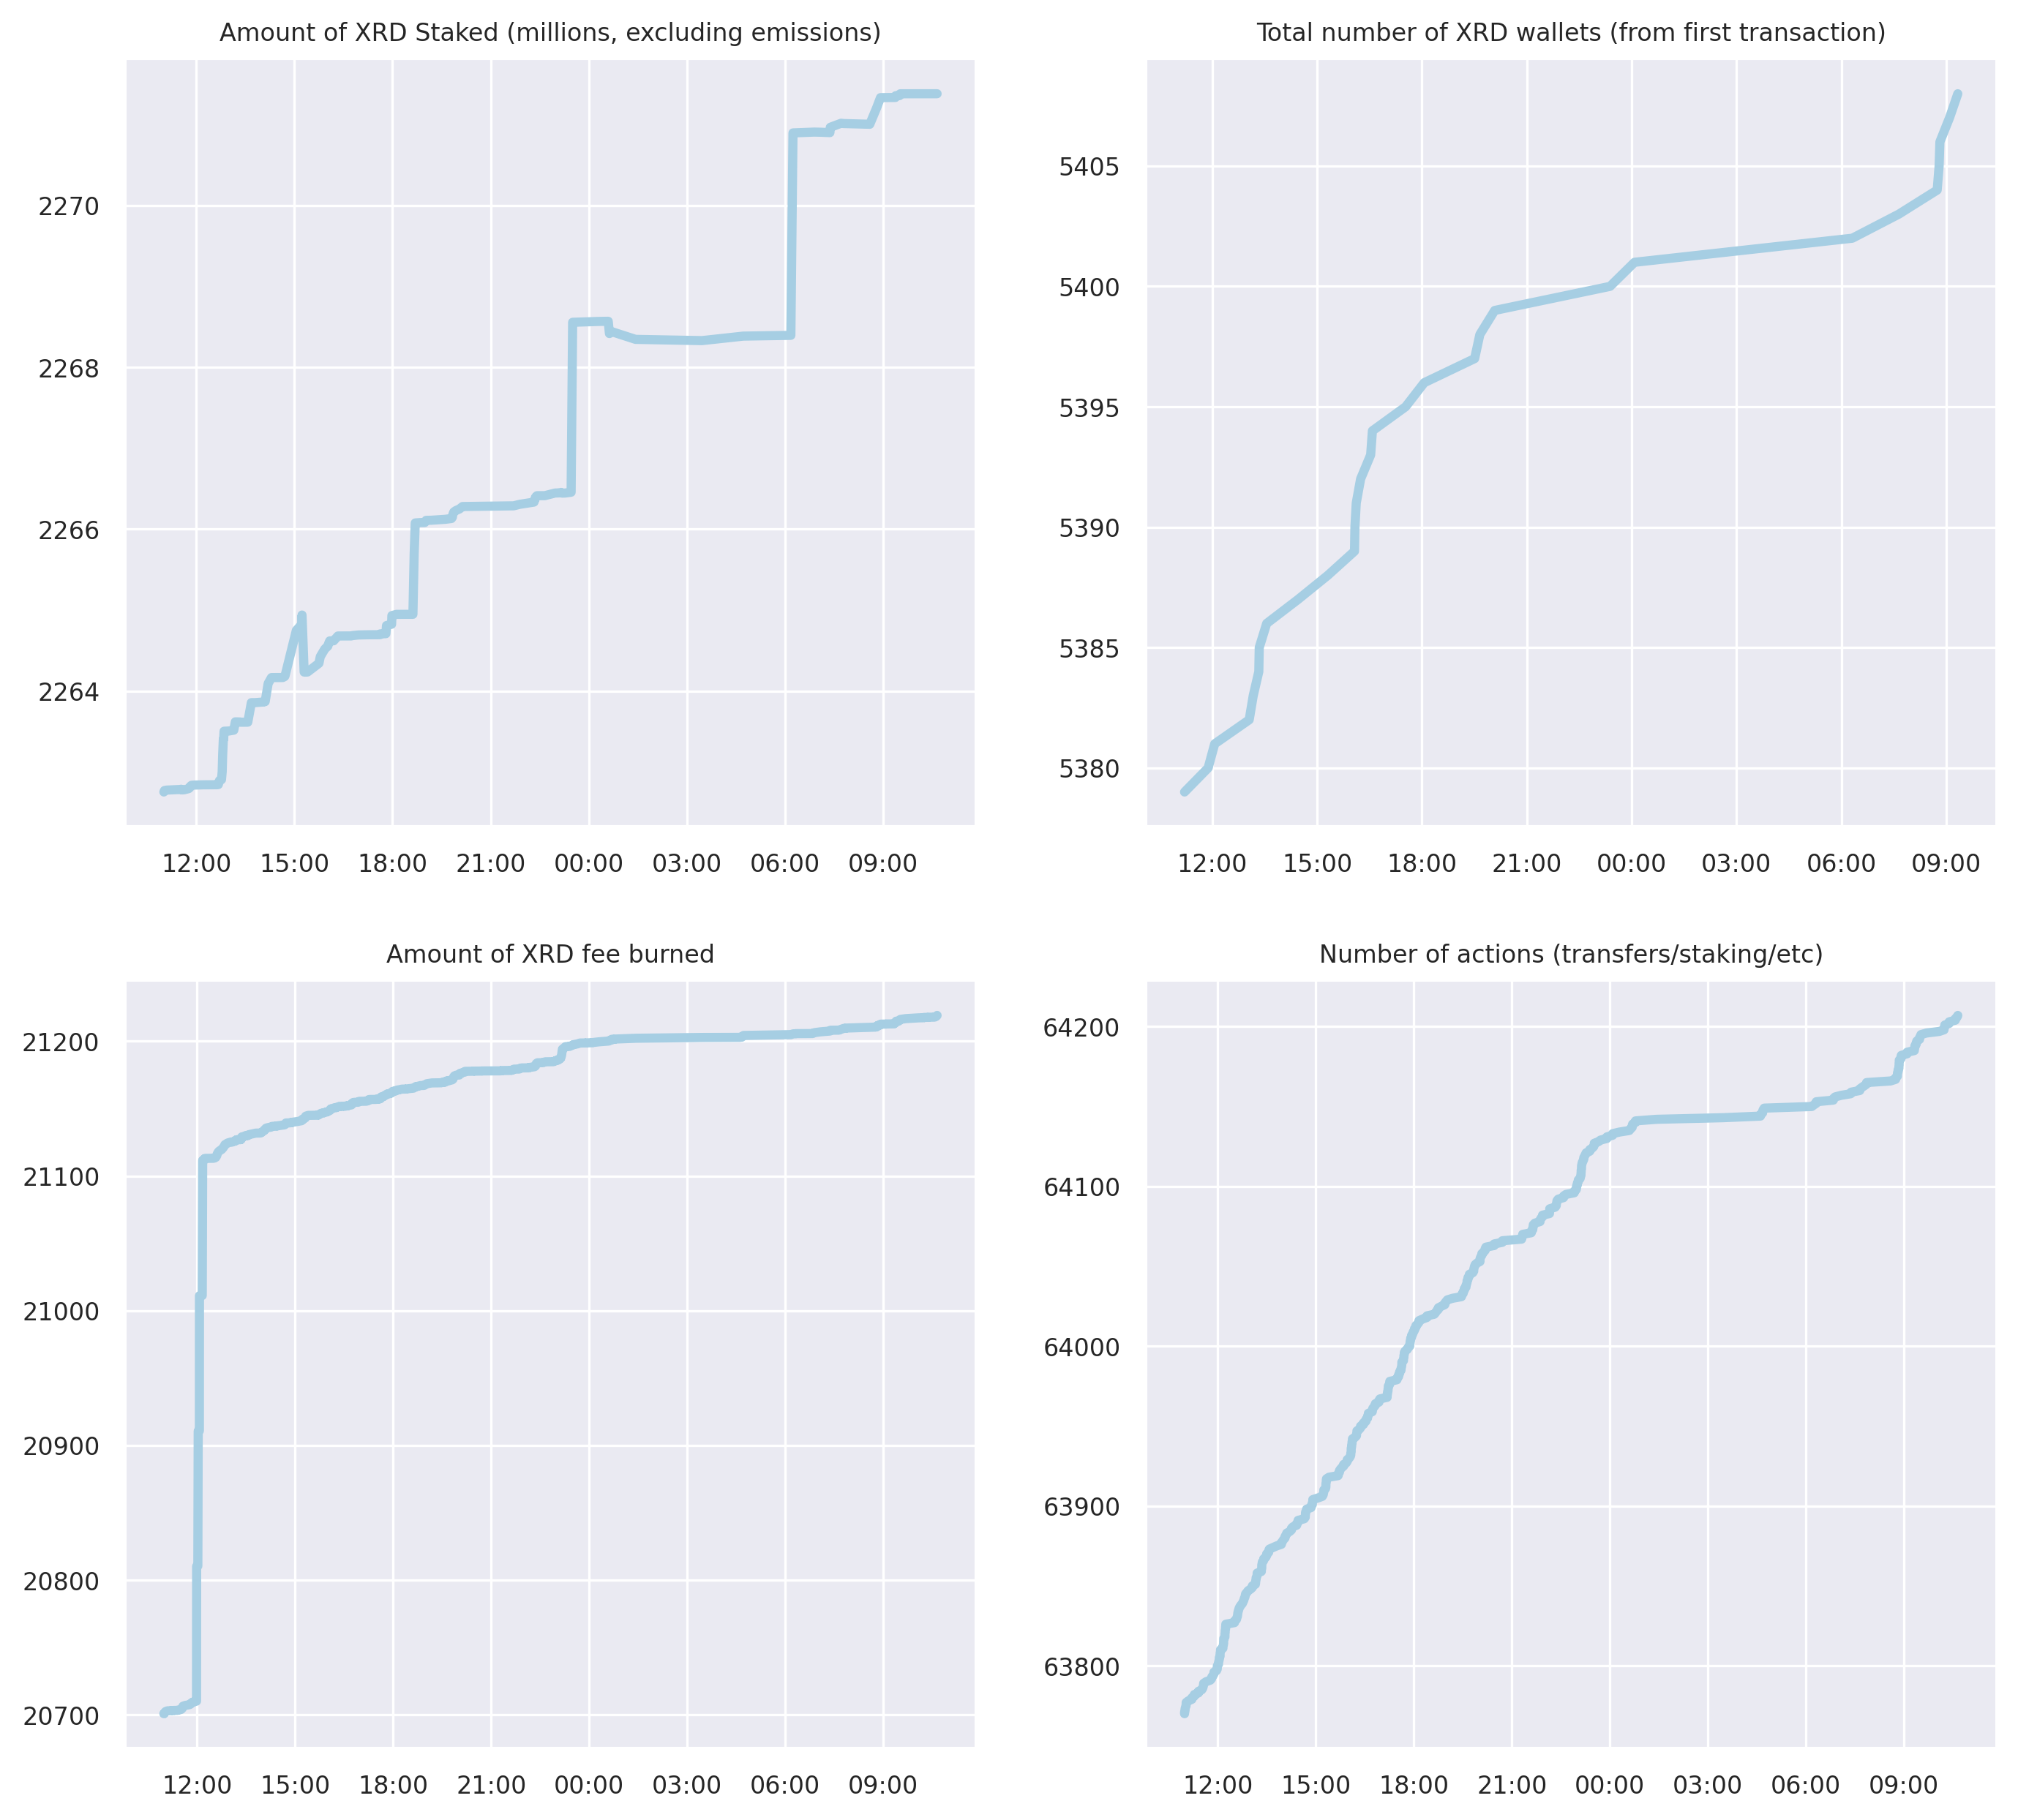 Amount of XRD Staked (millions, excluding emissions)
2270
2268
2266
2264
12:00 15:00 18:00 21:00 00:00 03:00 06:00 09:00
Total number of XRD wallets (from first transaction)
5405
5400
5395
5390
5385
5380
12:00 15:00 18:00 21:00 00:00 03:00 06:00 09:00
Amount of XRD fee burned
21200
21100
21000
20900
20800
20700
12:00 15:00 18:00 21:00 00:00 03:00 06:00 09:00
Number of actions (transfers/staking/etc)
64200
64100
64000
63900
63800
12:00 15:00 18:00 21:00 00:00 03:00 06:00 09:00